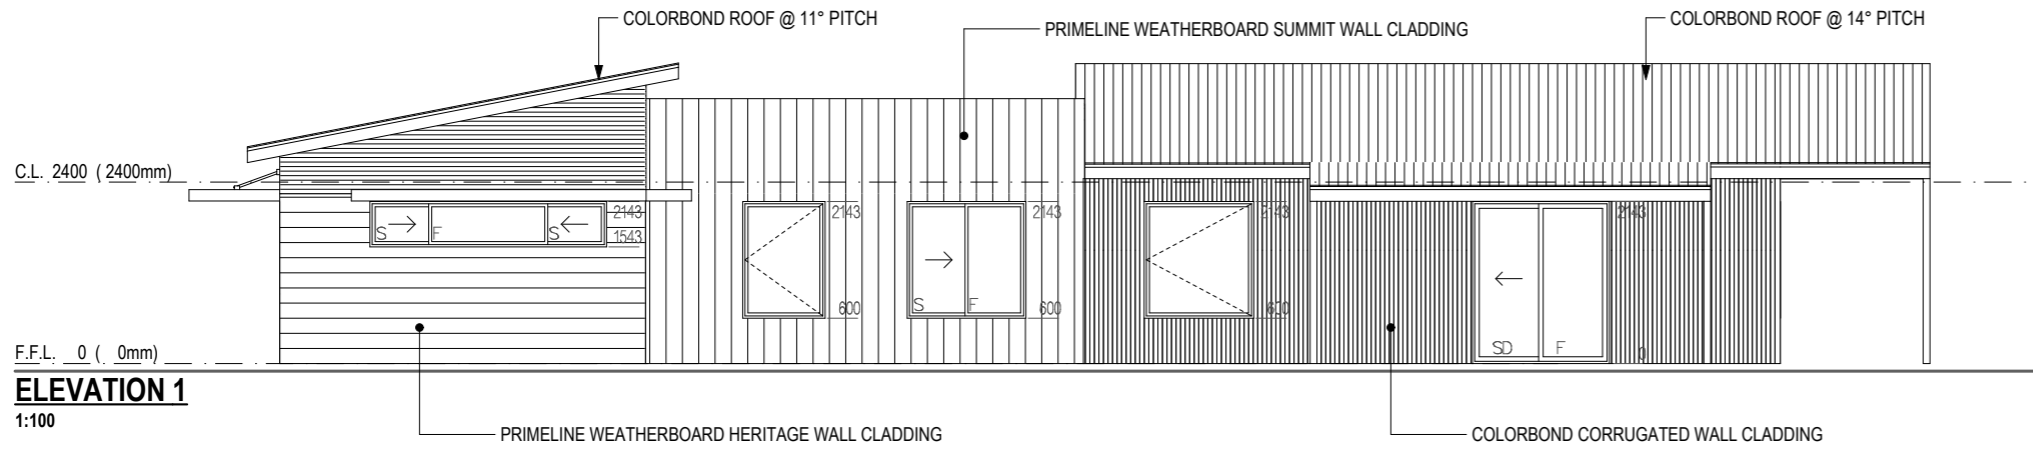 COLORBOND ROOF @ 11° PITCH
PRIMELINE WEATHERBOARD SUMMIT WALL CLADDING
COLORBOND ROOF @ 14° PITCH
C.L. 2400 ( 2400mm)
2143
2143
2143
2143
2143
S F S
1543
S F
600
600
600
SD F
0
F.F.L. 0 ( 0mm)
ELEVATION 1
1:100
PRIMELINE WEATHERBOARD HERITAGE WALL CLADDING
COLORBOND CORRUGATED WALL CLADDING